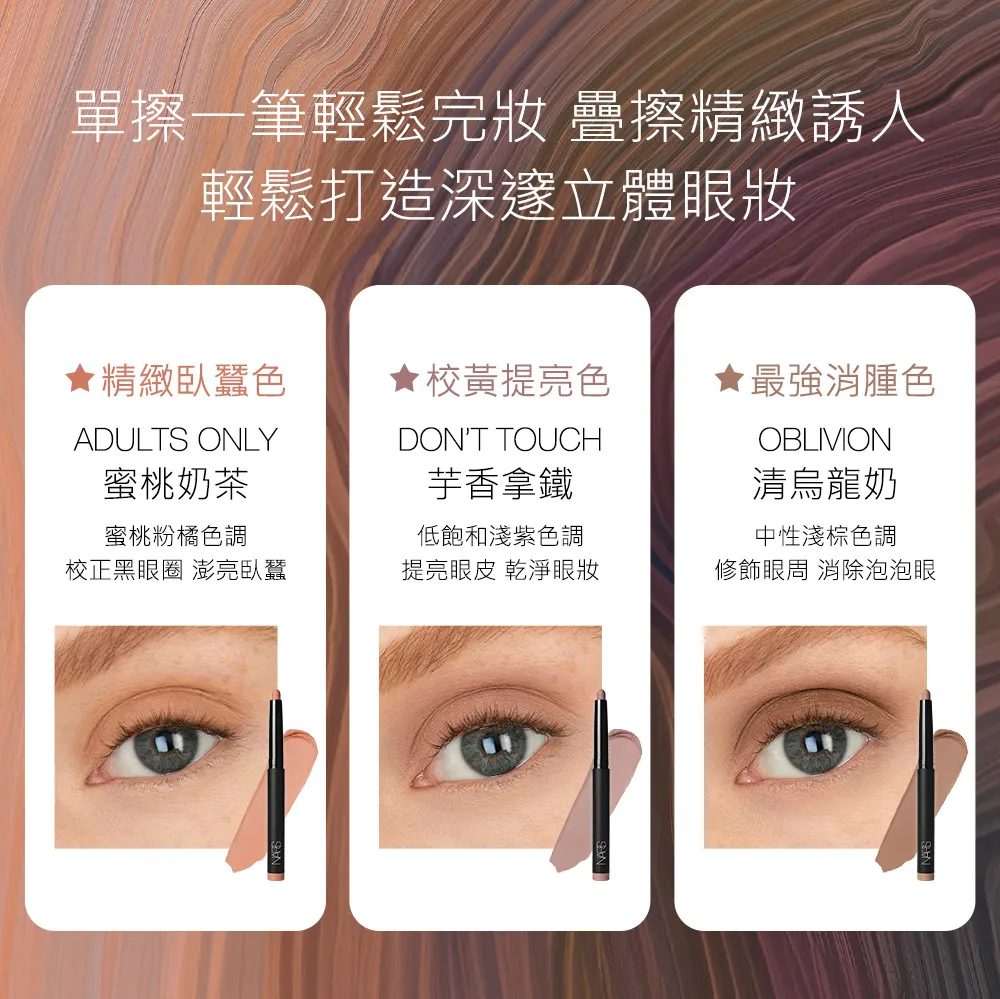 單擦一筆輕鬆完妝 疊擦精緻誘人
輕鬆打造深邃立體眼妝
★精緻臥蠶色
ADULTS ONLY
蜜桃奶茶
蜜桃粉橘色調
校正黑眼圈 澎亮臥蠶
NARS
★校黃提亮色
DON'T TOUCH
芋香拿鐵
低飽和淺紫色調
提亮眼皮 乾淨眼妝
NARS
★最強消腫色
OBLIVION
清烏龍奶
中性淺棕色調
修飾眼周 消除泡泡眼
NARS